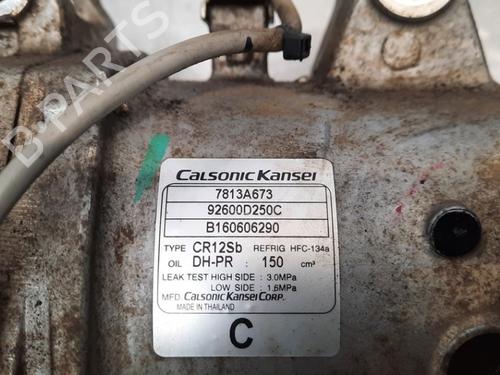 B-PARTS
CALSONIC KANSEI
7813A673
92600D250C
B160606290
TYPE CR12Sb REFRIG HFC-134a
OIL DH-PR : 150 cm³
LEAK TEST HIGH SIDE : 3.0MPa
LOW SIDE : 1.6MPa
MFD CALSONIC KANSEI CORP.
MADE IN THAILAND
C